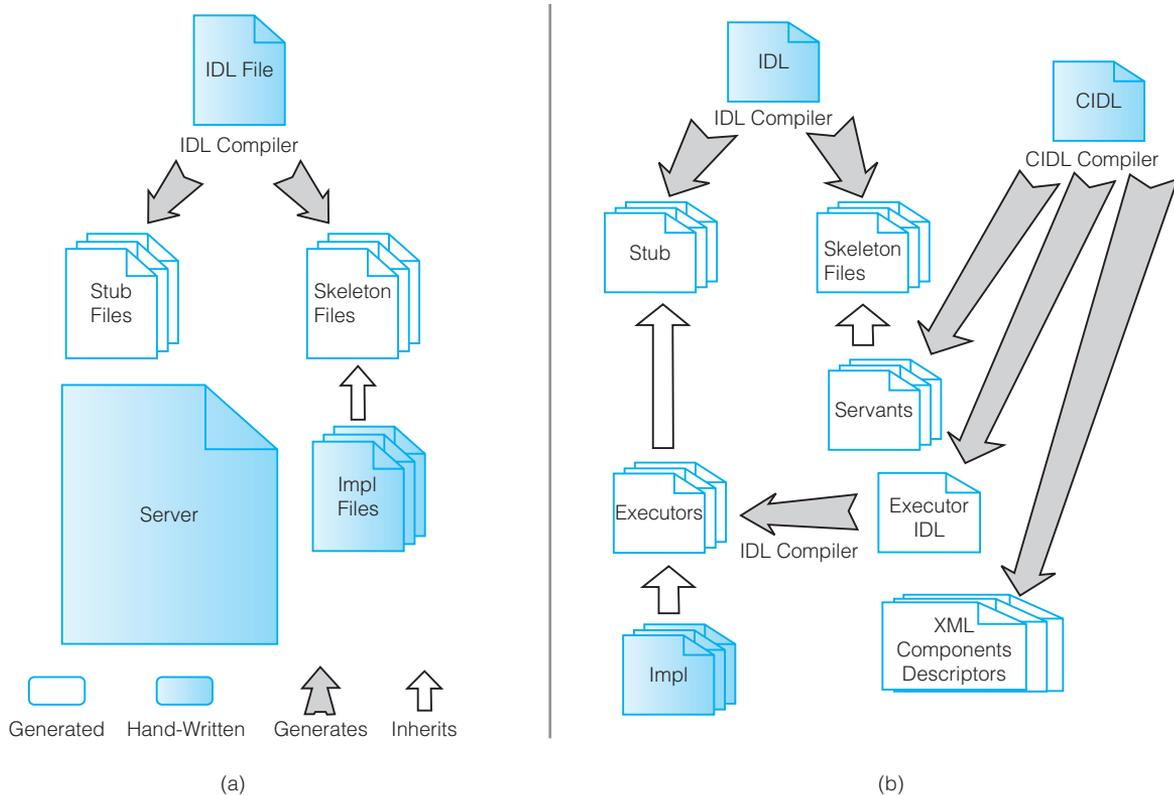 IDL File
IDL Compiler
Stub
Files
Skeleton
Files
Server
Impl
Files
Generated
Hand-Written
Generates
Inherits
(a)
IDL
IDL Compiler
CIDL
CIDL Compiler
Stub
Skeleton
Files
Servants
Executors
IDL Compiler
Executor
IDL
Impl
XML
Components
Descriptors
(b)